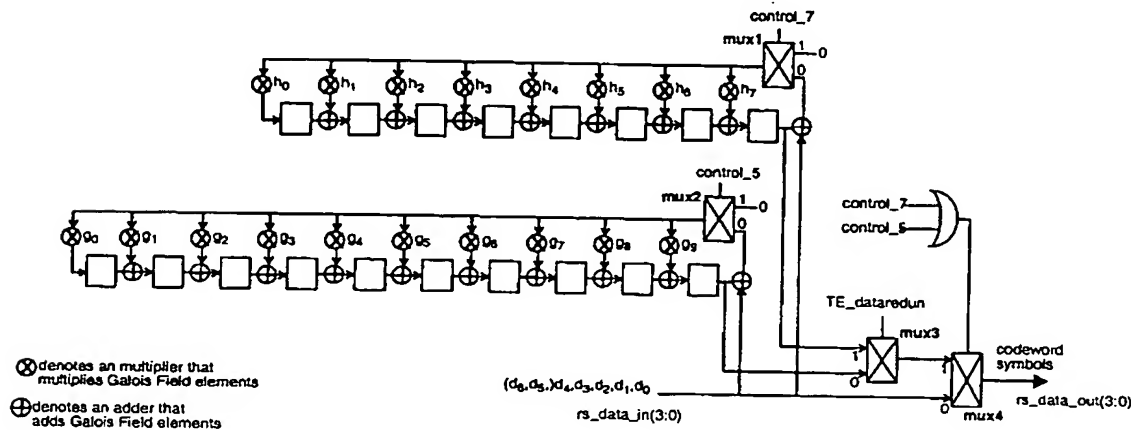 control_7
mux1
1
0
0
h0 h1 h2 h3 h4 h5 h6 h7
control_5
mux2
1
0
0
g0 g1 g2 g3 g4 g5 g6 g7 g8 g9
control_7
control_5
TE_dataredun
mux3
1
0
codeword
symbols
1
0
mux4
rs_data_out(3:0)
(d6,d5,)d4,d3,d2,d1,d0
rs_data_in(3:0)
⊗ denotes an multiplier that
multiplies Galois Field elements
⊕ denotes an adder that
adds Galois Field elements